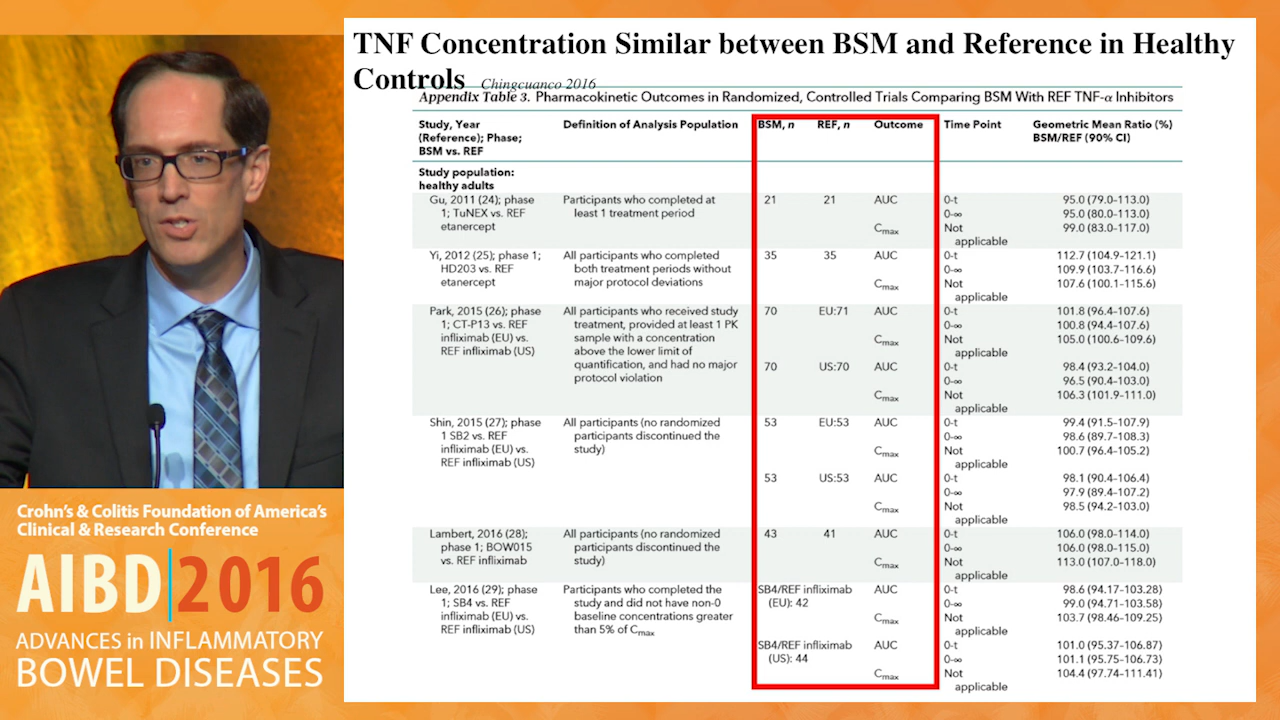 TNF Concentration Similar between BSM and Reference in Healthy
Controls Chingcuanco 2016
Appendix Table 3. Pharmacokinetic Outcomes in Randomized, Controlled Trials Comparing BSM With REF TNF-α Inhibitors
Study, Year Definition of Analysis Population BSM, n REF, n Outcome Time Point Geometric Mean Ratio (%)
(Reference); Phase; BSM/REF (90% CI)
BSM vs. REF
Study population:
healthy adults
Gu, 2011 (24); phase Participants who completed at 21 21 AUC 0-t 95.0 (79.0–113.0)
1; TuNEX vs. REF least 1 treatment period 0-∞ 95.0 (80.0–113.0)
etanercept Cmax Not 99.0 (83.0–117.0)
applicable
Yi, 2012 (25); phase 1; All participants who completed 35 35 AUC 0-t 112.7 (104.9–121.1)
HD203 vs. REF both treatment periods without 0-∞ 109.9 (103.7–116.6)
etanercept major protocol deviations Cmax Not 107.6 (100.1–115.6)
applicable
Park, 2015 (26); phase All participants who received study 70 EU:71 AUC 0-t 101.8 (96.4–107.6)
1; CT-P13 vs. REF treatment, provided at least 1 PK 0-∞ 100.8 (94.4–107.6)
infliximab (EU) vs. sample with a concentration Cmax Not 105.0 (100.6–109.6)
REF infliximab (US) above the lower limit of applicable
quantification, and had no major 70 US:70 AUC 0-t 98.4 (93.2–104.0)
protocol violation 0-∞ 96.5 (90.4–103.0)
Cmax Not 106.3 (101.9–111.0)
applicable
Shin, 2015 (27); phase All participants (no randomized 53 EU:53 AUC 0-t 99.4 (91.5–107.9)
1 SB2 vs. REF participants discontinued the 0-∞ 98.6 (89.7–108.3)
infliximab (EU) vs. study) Cmax Not 100.7 (96.4–105.2)
REF infliximab (US) applicable
53 US:53 AUC 0-t 98.1 (90.4–106.4)
0-∞ 97.9 (89.4–107.2)
Cmax Not 98.5 (94.2–103.0)
applicable
Lambert, 2016 (28); All participants (no randomized 43 41 AUC 0-t 106.0 (98.0–114.0)
phase 1; BOW015 participants discontinued the 0-∞ 106.0 (98.0–115.0)
vs. REF infliximab study) Cmax Not 113.0 (107.0–118.0)
applicable
Lee, 2016 (29); phase Participants who completed the SB4/REF infliximab AUC 0-t 98.6 (94.17–103.28)
1; SB4 vs. REF study and did not have non-0 (EU): 42 0-∞ 99.0 (94.71–103.58)
infliximab (EU) vs. baseline concentrations greater Cmax Not 103.7 (98.46–109.25)
REF infliximab (US) than 5% of Cmax applicable
SB4/REF infliximab AUC 0-t 101.0 (95.37–106.87)
(US): 44 0-∞ 101.1 (95.75–106.73)
Cmax Not 104.4 (97.74–111.41)
applicable
Crohn's & Colitis Foundation of America's
Clinical & Research Conference
AIBD 2016
ADVANCES in INFLAMMATORY
BOWEL DISEASES